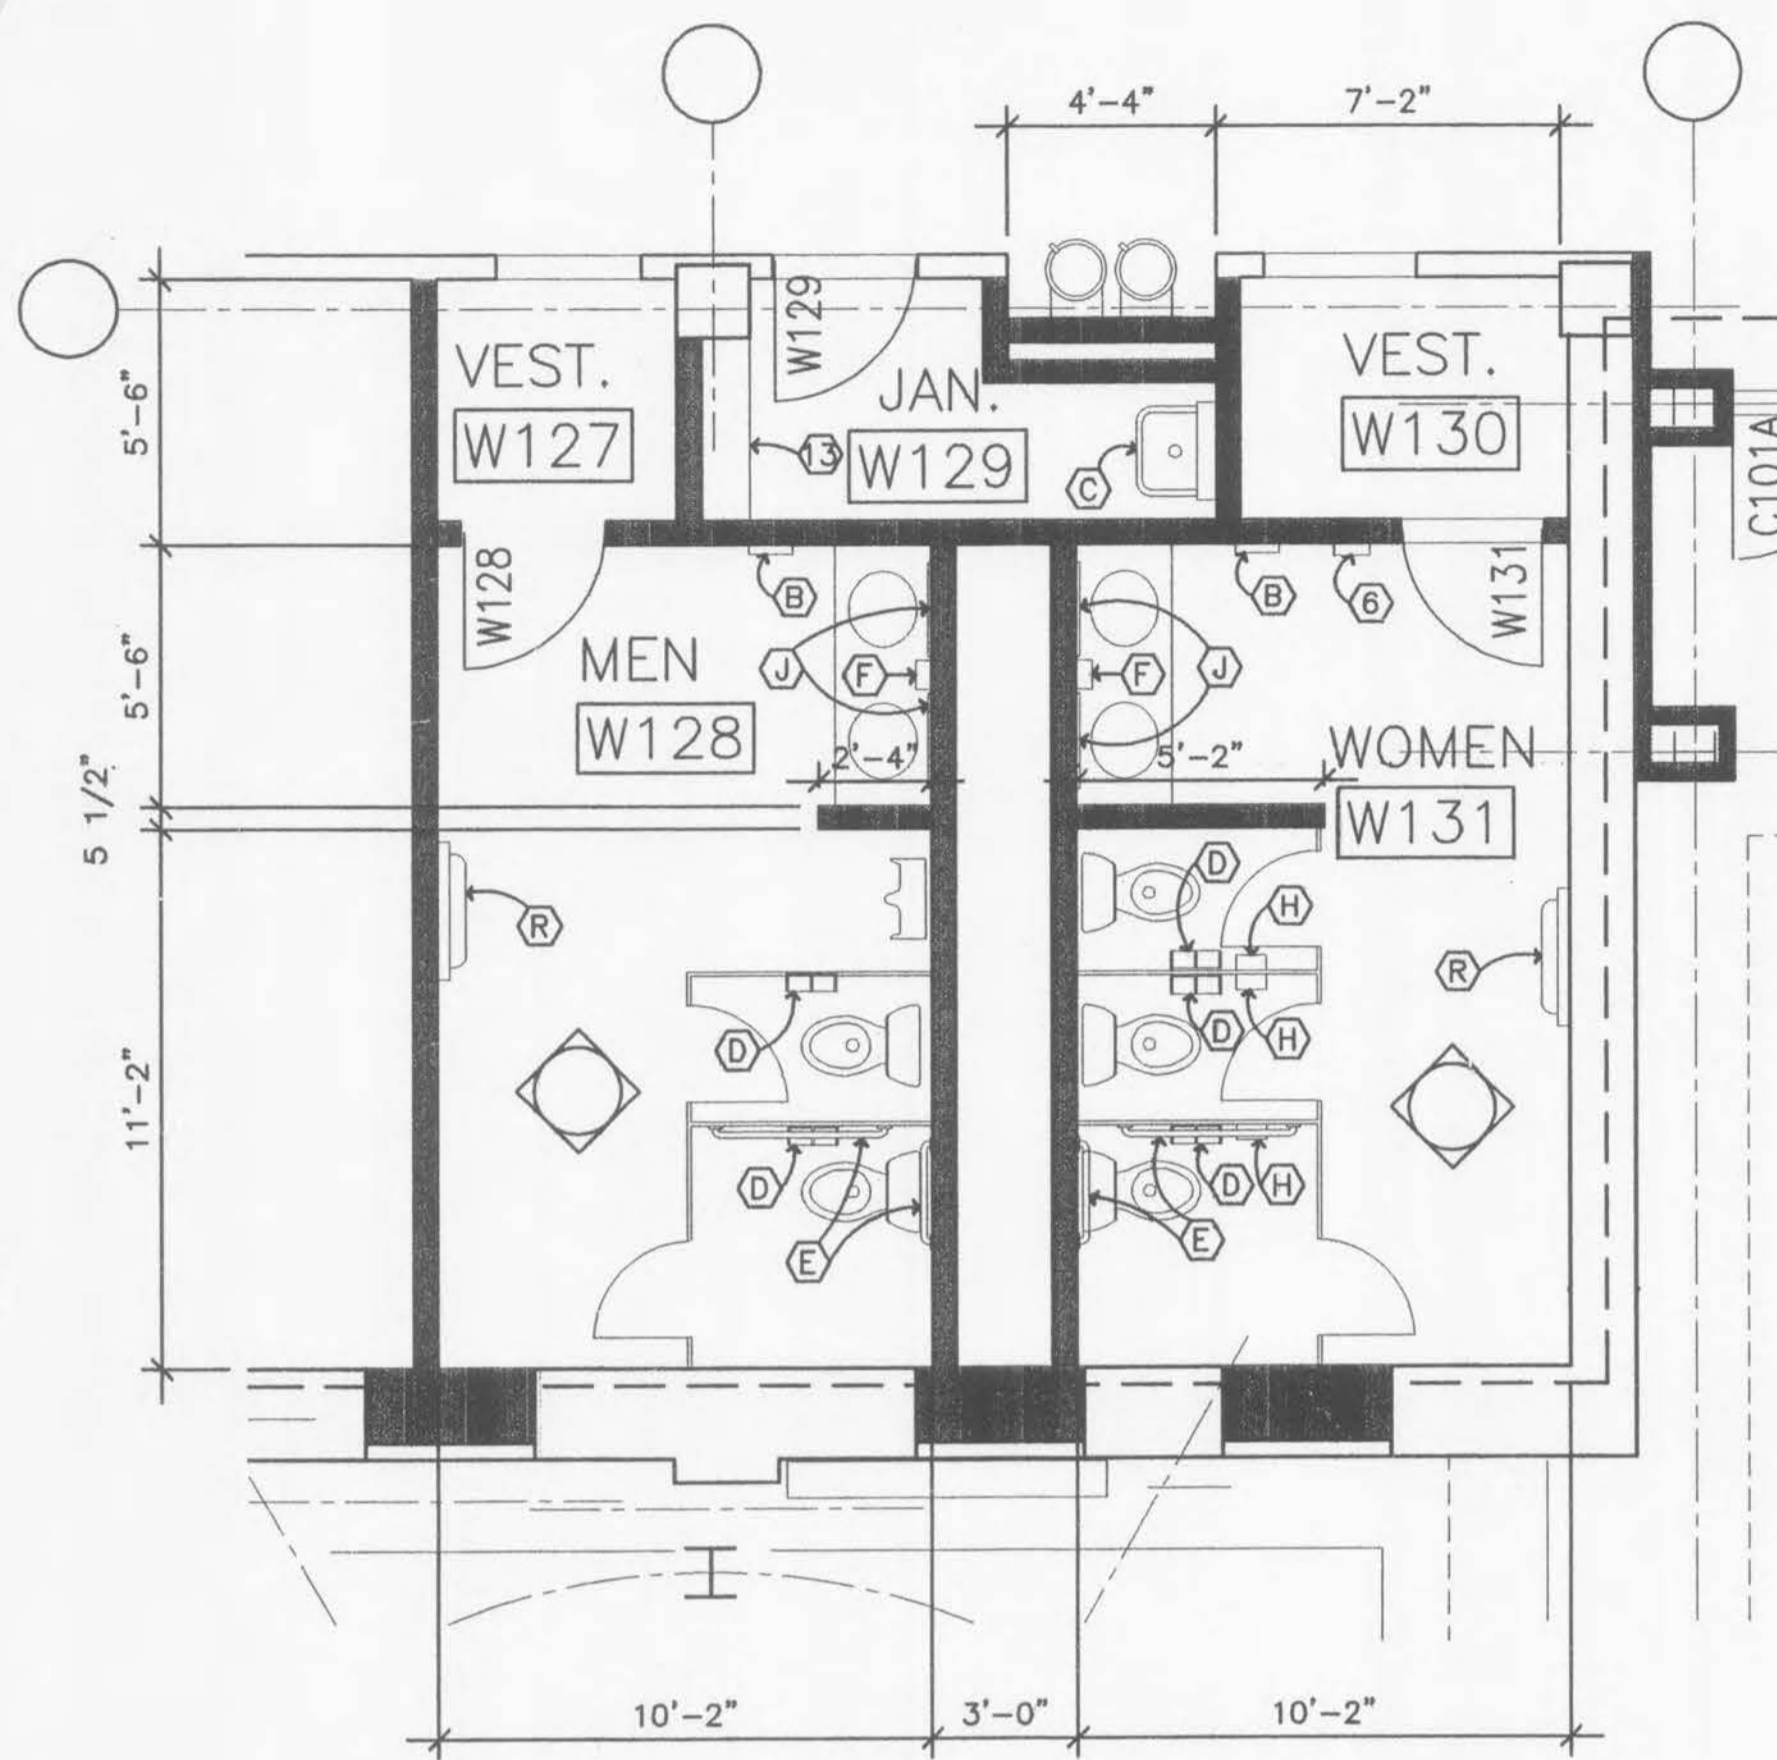 4'-4" 7'-2"
5'-6"
VEST.
W127
W129
JAN.
W129
13
C
VEST.
W130
C101A
W128
B
B
6
W131
5'-6"
MEN
W128
J
F
F
J
2'-4"
5'-2"
WOMEN
W131
5 1/2"
R
D
H
R
D
D
H
11'-2"
D
E
D
H
E
10'-2" 3'-0" 10'-2"